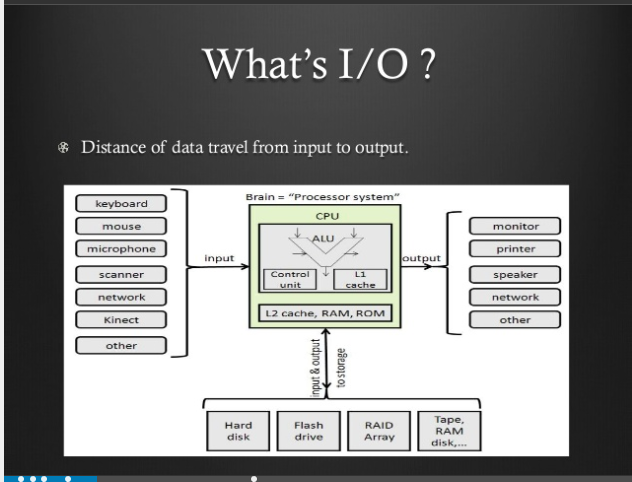 What's I/O ?
Distance of data travel from input to output.
keyboard
mouse
microphone
scanner
network
Kinect
other
input
Brain = “Processor system”
CPU
ALU
Control
unit
L1
cache
L2 cache, RAM, ROM
output
monitor
printer
speaker
network
other
input & output
to storage
Hard
disk
Flash
drive
RAID
Array
Tape,
RAM
disk,...